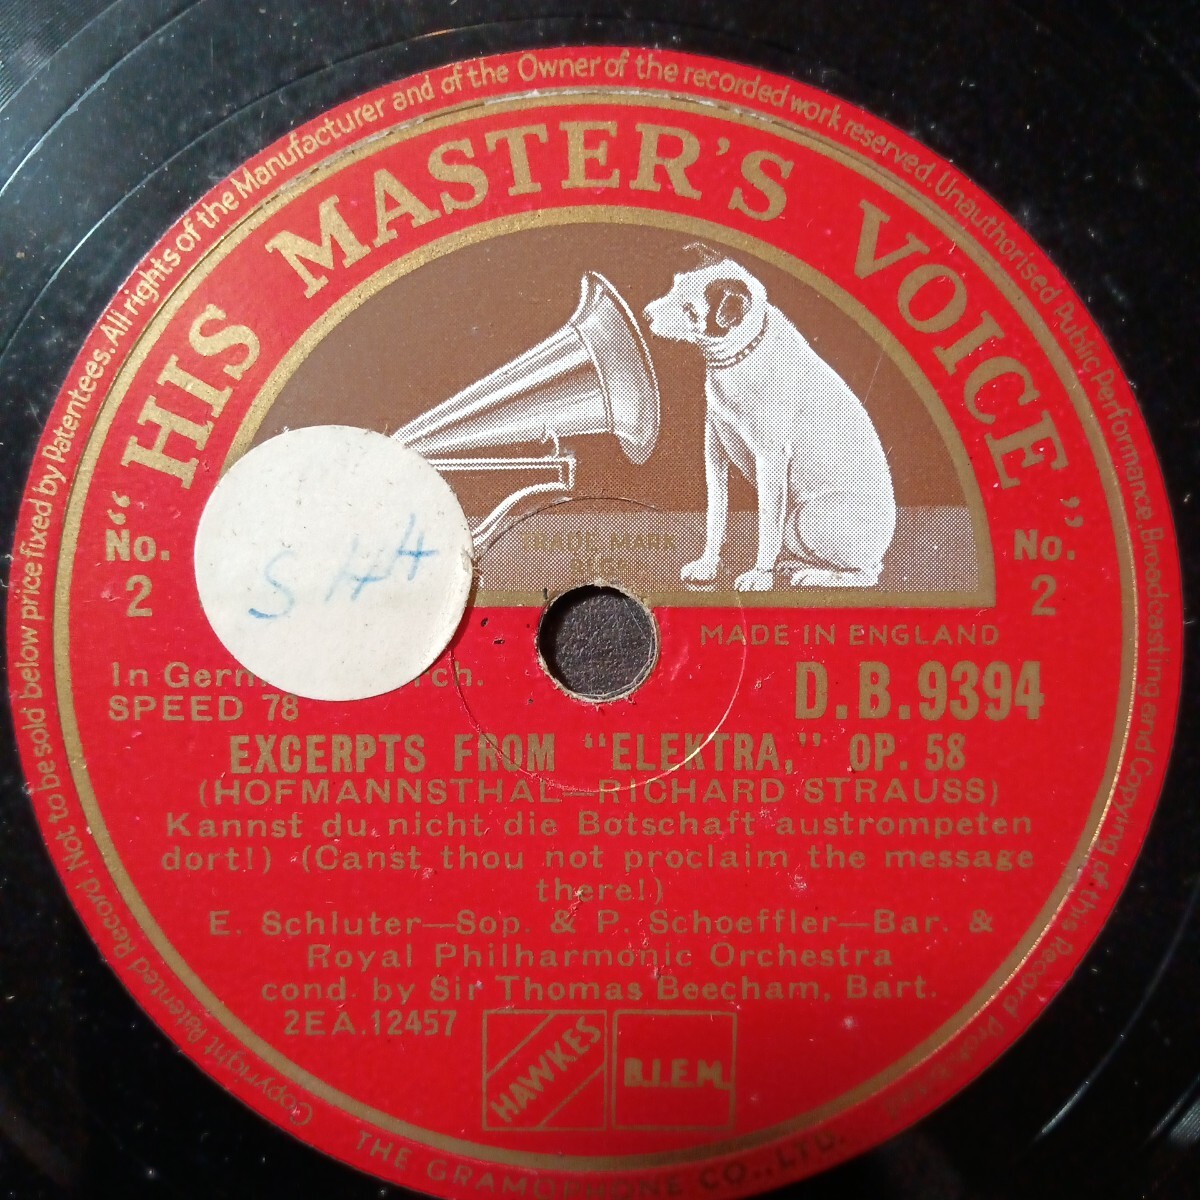 Copyright Patented Record. Not to be sold below price fixed by Patentees. All rights of the Manufacturer and of the Owner of the recorded work reserved. Unauthorised Public Performance, Broadcasting and Copying of this Record
"HIS MASTER'S VOICE"
No.
2
No.
2
S44
TRADE MARK
MADE IN ENGLAND
In
SPEED 78
D.B.9394
EXCERPTS FROM "ELEKTRA," OP. 58
(HOFMANNSTHAL—RICHARD STRAUSS)
Kannst du nicht die Botschaft austrompeten
dort!) (Canst thou not proclaim the message
there!)
E. Schluter—Sop. & P. Schoeffler—Bar. &
Royal Philharmonic Orchestra
cond. by Sir Thomas Beecham, Bart.
2EA.12457
HAWKES
B.I.E.M.
THE GRAMOPHONE CO., LTD.